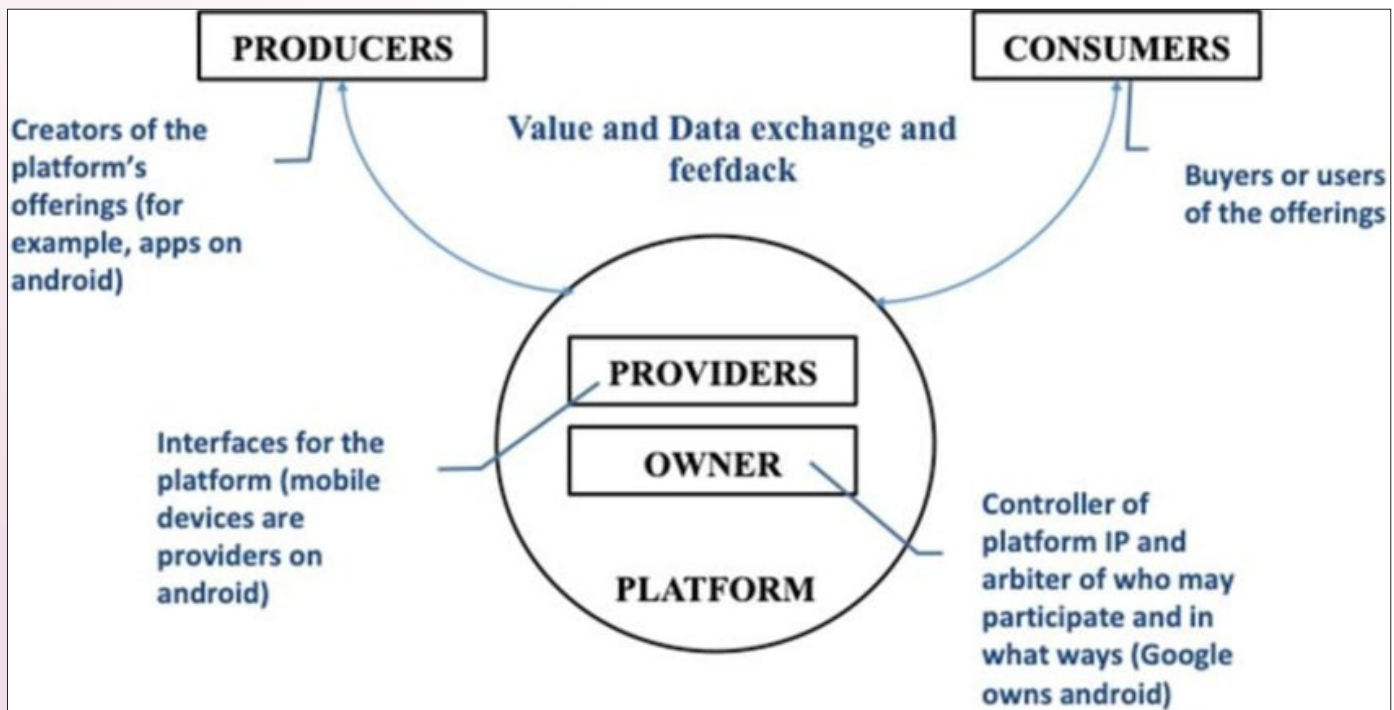 PRODUCERS
CONSUMERS
Creators of the
platform's
offerings (for
example, apps on
android)
Value and Data exchange and
feefdack
Buyers or users
of the offerings
PROVIDERS
OWNER
PLATFORM
Interfaces for the
platform (mobile
devices are
providers on
android)
Controller of
platform IP and
arbiter of who may
participate and in
what ways (Google
owns android)